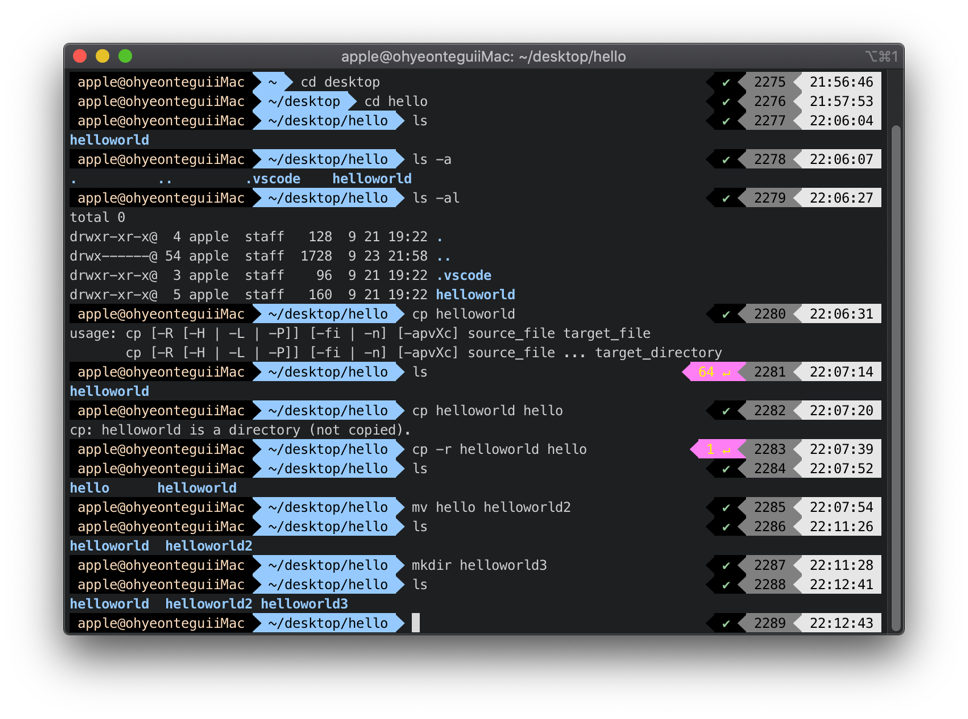 apple@ohyeonteguiiMac: ~/desktop/hello ⌥⌘1
apple@ohyeonteguiiMac ~ cd desktop ✔ 2275 21:56:46
apple@ohyeonteguiiMac ~/desktop cd hello ✔ 2276 21:57:53
apple@ohyeonteguiiMac ~/desktop/hello ls ✔ 2277 22:06:04
helloworld
apple@ohyeonteguiiMac ~/desktop/hello ls -a ✔ 2278 22:06:07
. .. .vscode helloworld
apple@ohyeonteguiiMac ~/desktop/hello ls -al ✔ 2279 22:06:27
total 0
drwxr-xr-x@ 4 apple staff 128 9 21 19:22 .
drwx------@ 54 apple staff 1728 9 23 21:58 ..
drwxr-xr-x@ 3 apple staff 96 9 21 19:22 .vscode
drwxr-xr-x@ 5 apple staff 160 9 21 19:22 helloworld
apple@ohyeonteguiiMac ~/desktop/hello cp helloworld ✔ 2280 22:06:31
usage: cp [-R [-H | -L | -P]] [-fi | -n] [-apvXc] source_file target_file
cp [-R [-H | -L | -P]] [-fi | -n] [-apvXc] source_file ... target_directory
apple@ohyeonteguiiMac ~/desktop/hello ls 64 ↵ 2281 22:07:14
helloworld
apple@ohyeonteguiiMac ~/desktop/hello cp helloworld hello ✔ 2282 22:07:20
cp: helloworld is a directory (not copied).
apple@ohyeonteguiiMac ~/desktop/hello cp -r helloworld hello 1 ↵ 2283 22:07:39
apple@ohyeonteguiiMac ~/desktop/hello ls ✔ 2284 22:07:52
hello helloworld
apple@ohyeonteguiiMac ~/desktop/hello mv hello helloworld2 ✔ 2285 22:07:54
apple@ohyeonteguiiMac ~/desktop/hello ls ✔ 2286 22:11:26
helloworld helloworld2
apple@ohyeonteguiiMac ~/desktop/hello mkdir helloworld3 ✔ 2287 22:11:28
apple@ohyeonteguiiMac ~/desktop/hello ls ✔ 2288 22:12:41
helloworld helloworld2 helloworld3
apple@ohyeonteguiiMac ~/desktop/hello ✔ 2289 22:12:43